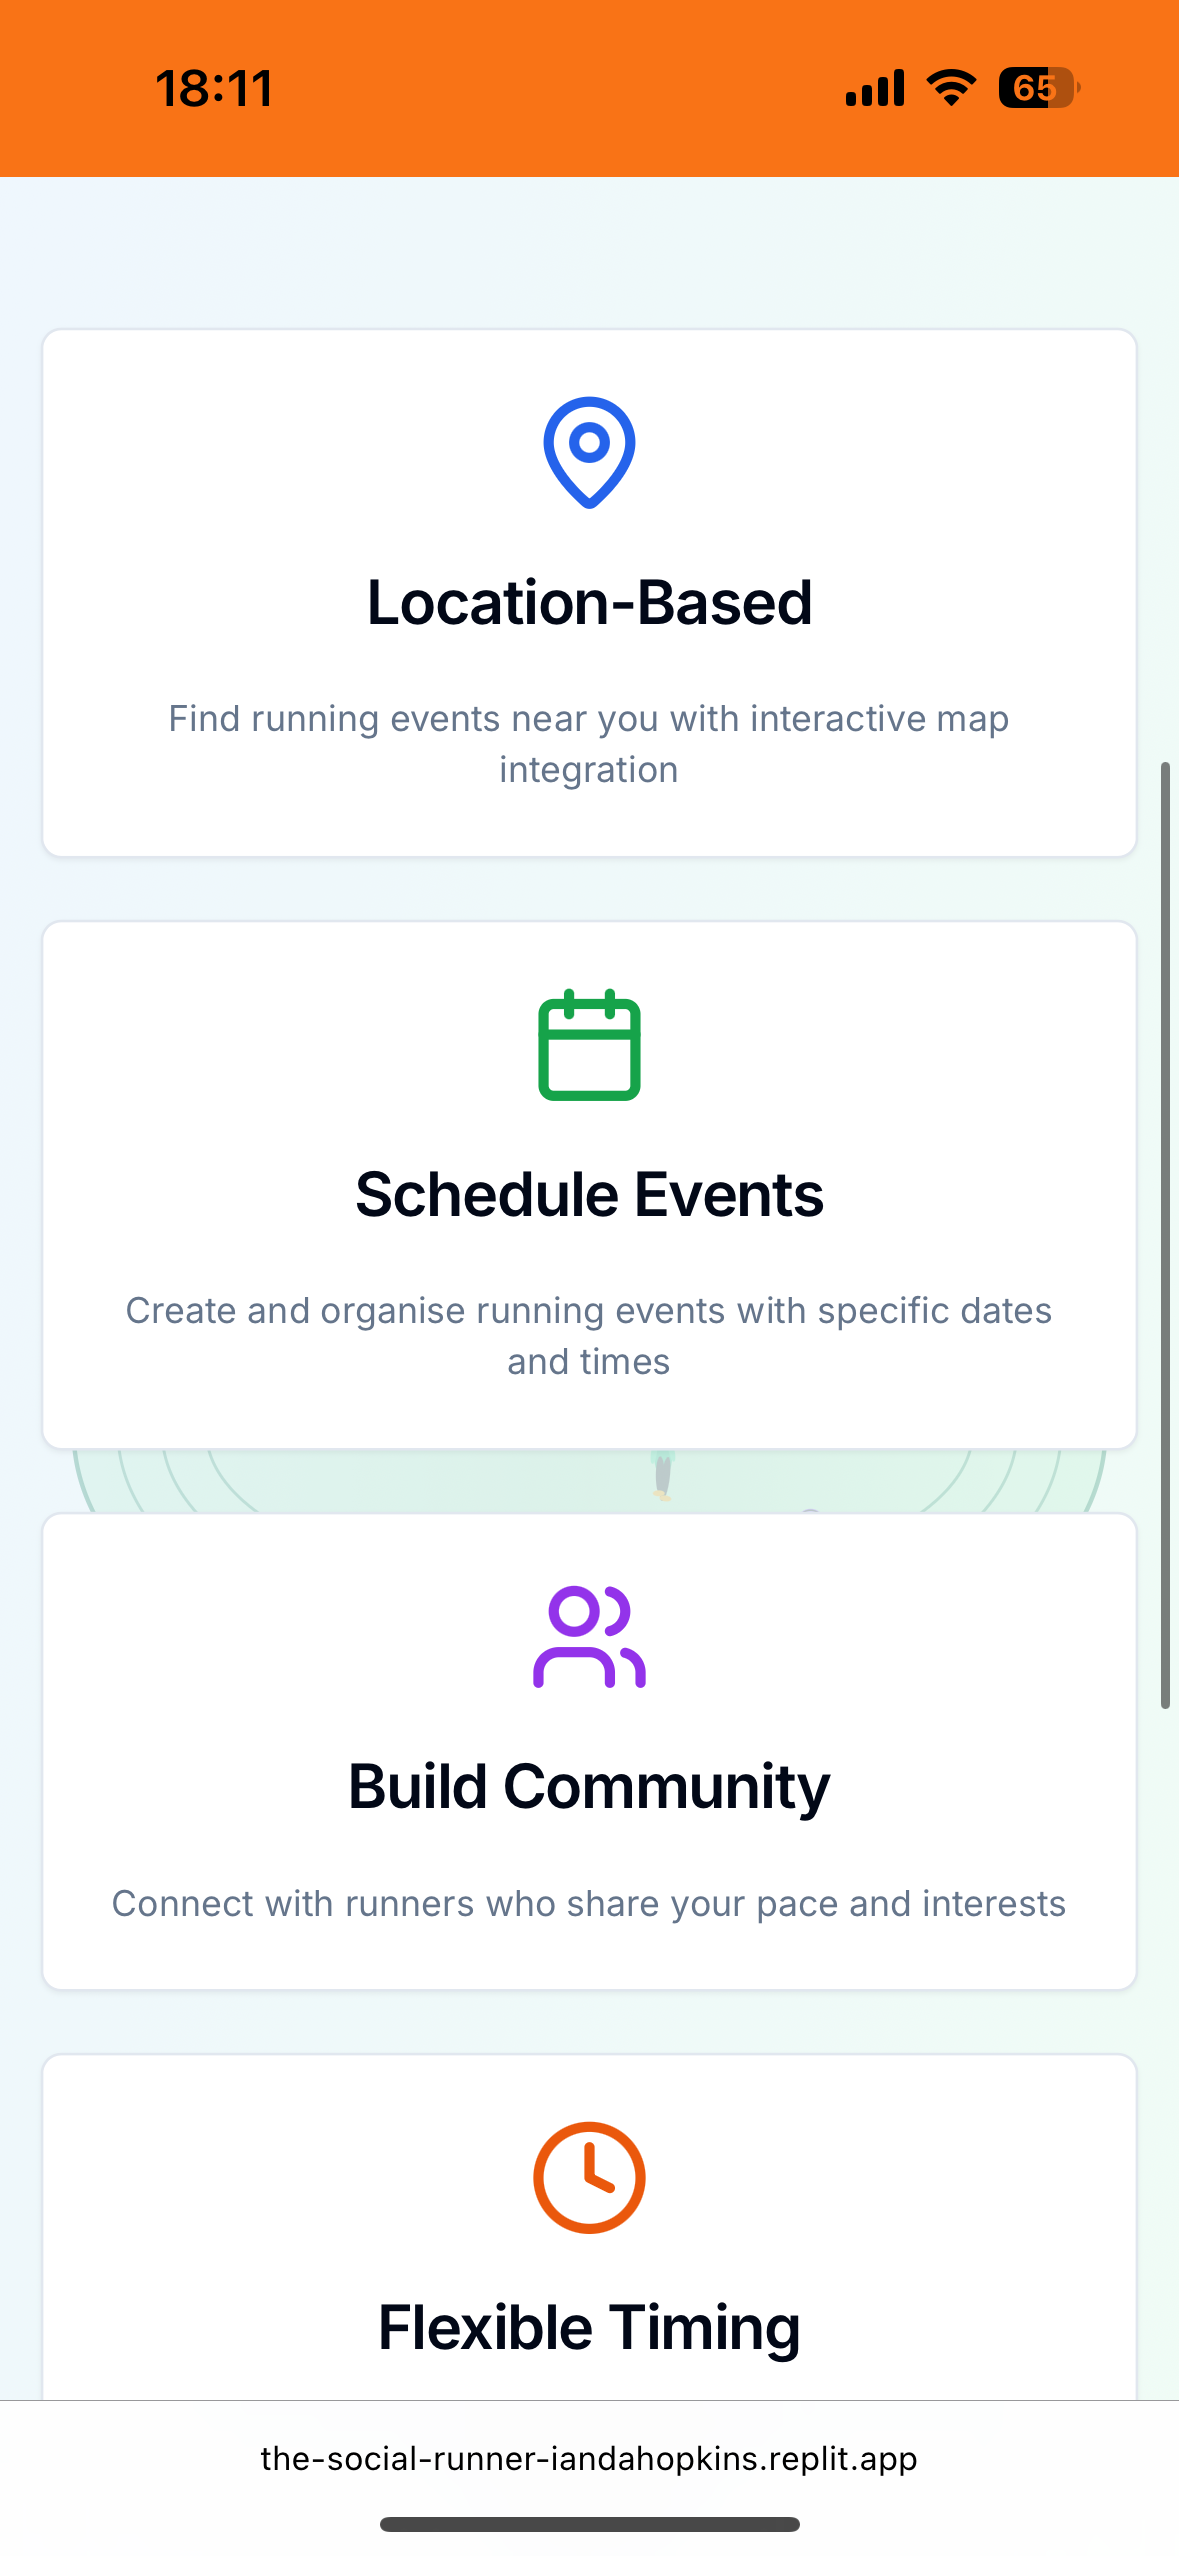 18:11
65
Location-Based
Find running events near you with interactive map
integration
Schedule Events
Create and organise running events with specific dates
and times
Build Community
Connect with runners who share your pace and interests
Flexible Timing
the-social-runner-iandahopkins.replit.app